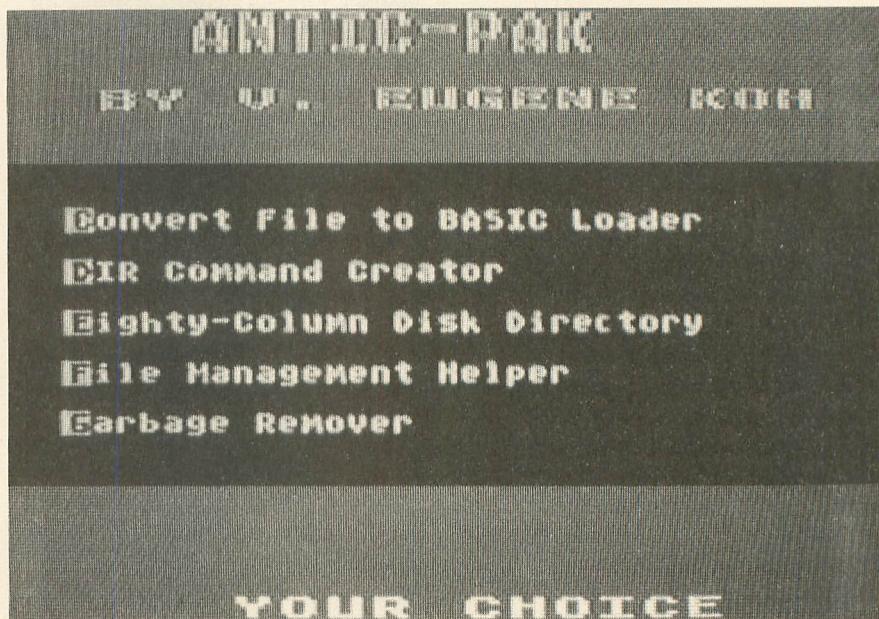 ANTIC-PAK
BY V. EUGENE KOH
Convert File to BASIC Loader
DIR Command Creator
Eighty-Column Disk Directory
File Management Helper
Garbage Remover
YOUR CHOICE